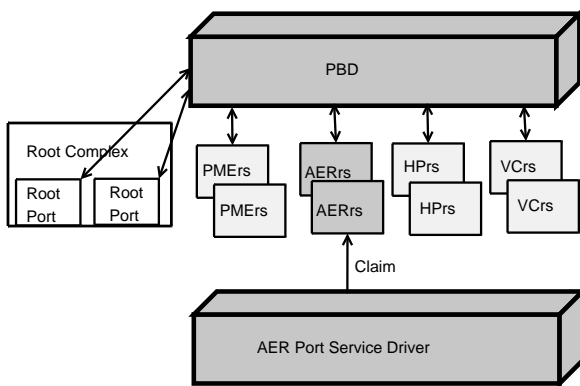 PBD
Root Complex
Root
Port
Root
Port
PMErs
PMErs
AERrs
AERrs
HPrs
HPrs
VCrs
VCrs
Claim
AER Port Service Driver